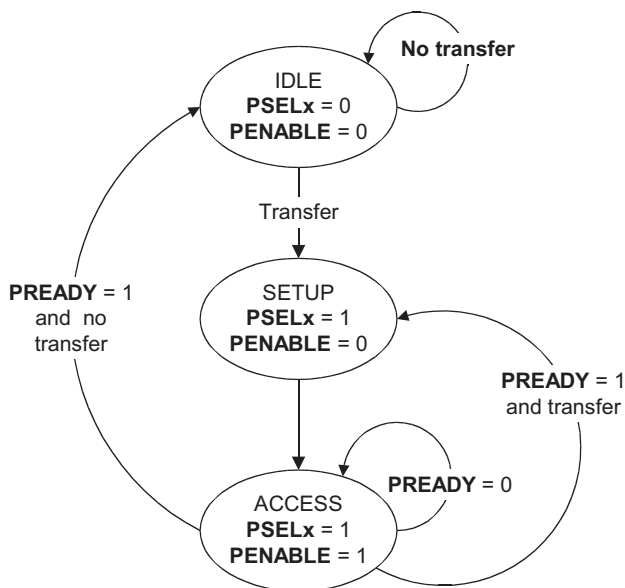 No transfer
IDLE
PSELx = 0
PENABLE = 0
Transfer
PREADY = 1
and no
transfer
SETUP
PSELx = 1
PENABLE = 0
PREADY = 1
and transfer
PREADY = 0
ACCESS
PSELx = 1
PENABLE = 1